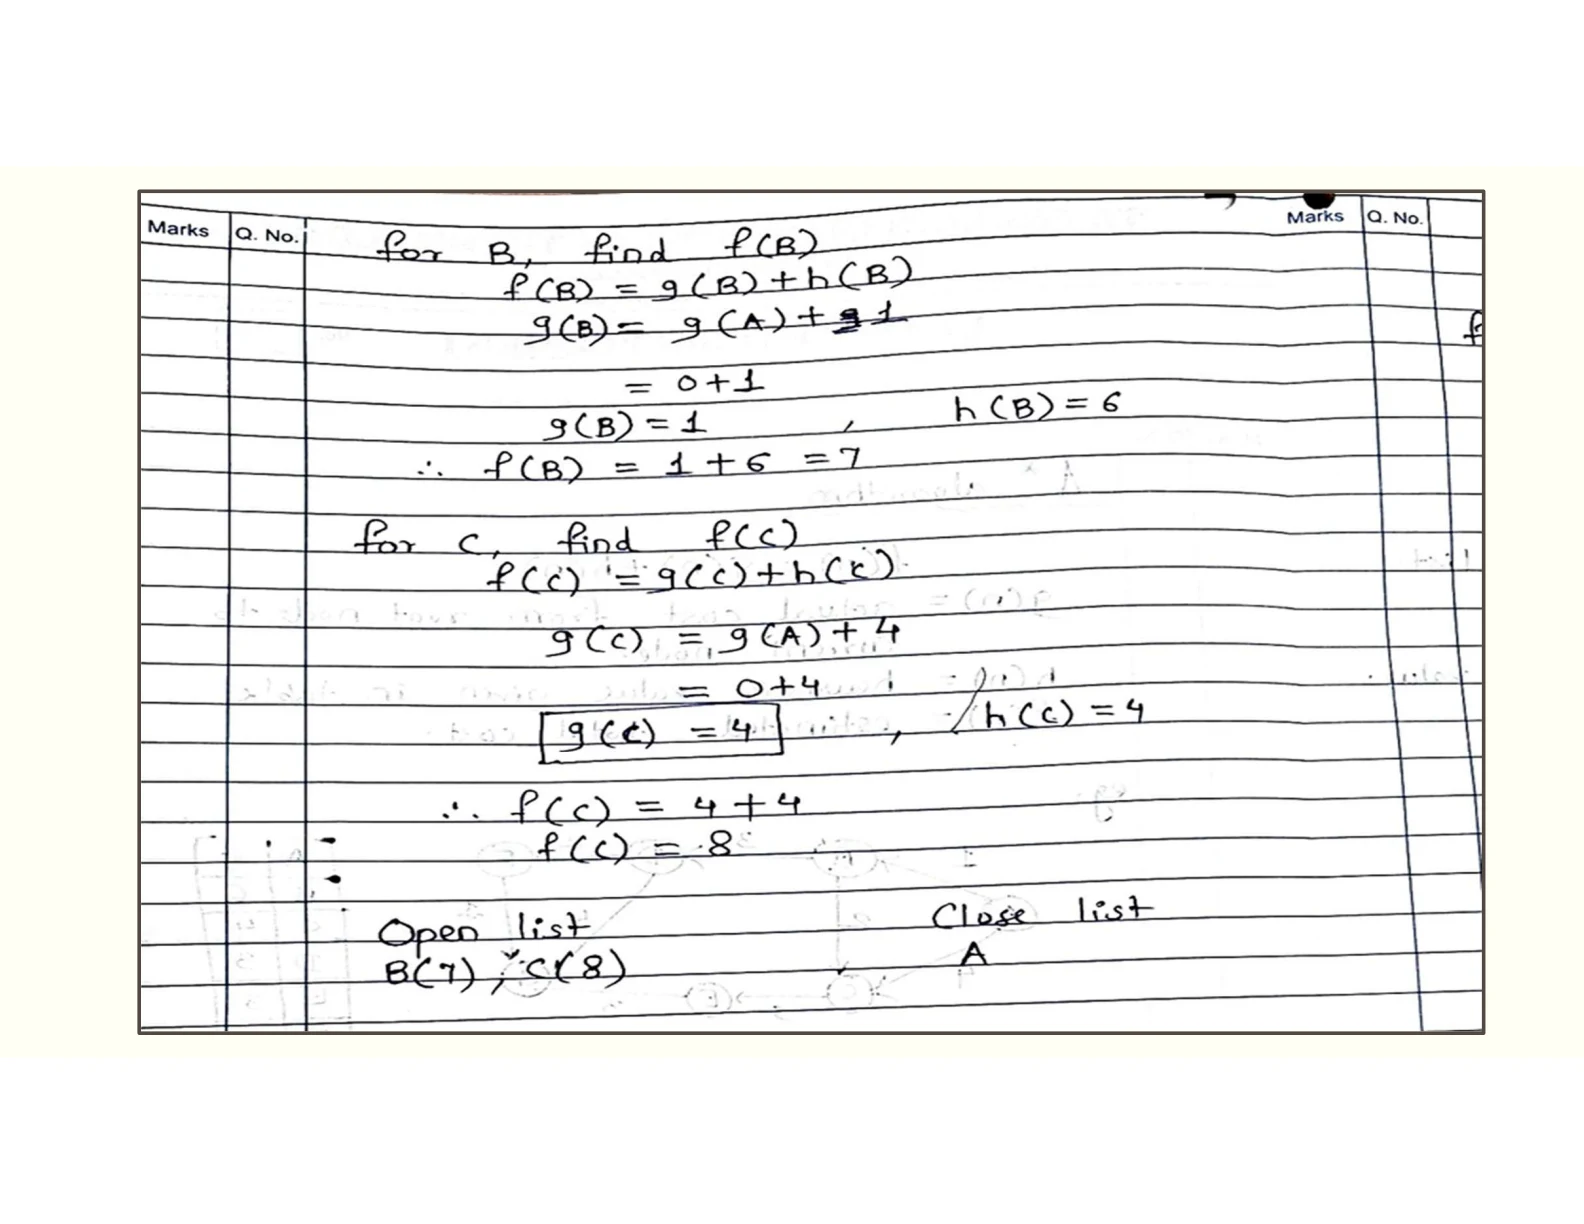 Marks Q. No. Marks Q. No.
for B, find f(B)
f(B) = g(B) + h(B)
g(B) = g(A) + 1
= 0 + 1
g(B) = 1 , h(B) = 6
∴ f(B) = 1 + 6 = 7
for C, find f(C)
f(C) = g(C) + h(C)
g(C) = g(A) + 4
= 0 + 4
g(C) = 4 , h(C) = 4
∴ f(C) = 4 + 4
f(C) = 8
Open list Close list
B(7) , C(8) A